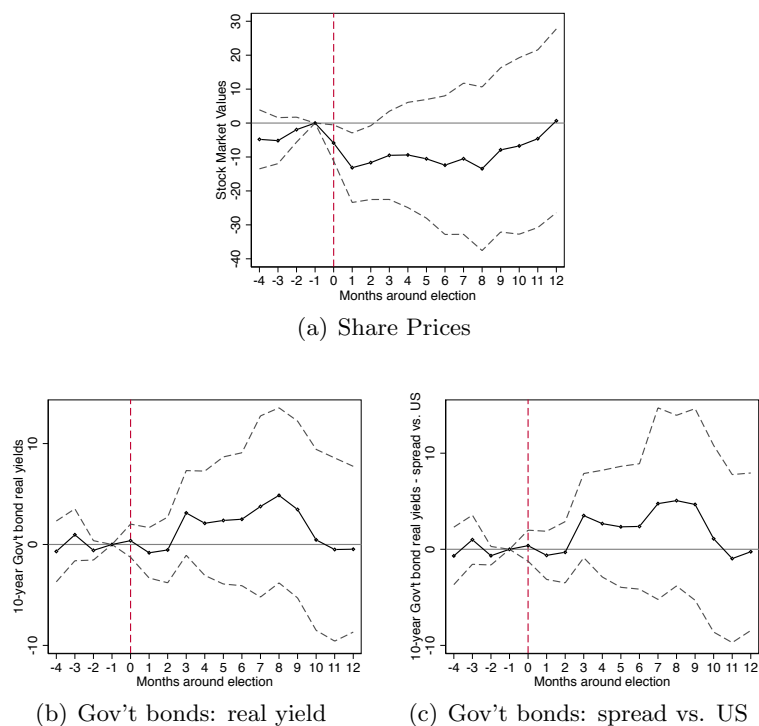 Stock Market Values
30
20
10
0
-10
-20
-30
-40
-4 -3 -2 -1 0 1 2 3 4 5 6 7 8 9 10 11 12
Months around election
(a) Share Prices
10-year Gov't bond real yields
10
0
-10
-4 -3 -2 -1 0 1 2 3 4 5 6 7 8 9 10 11 12
Months around election
(b) Gov't bonds: real yield
10-year Gov't bond real yields - spread vs. US
10
0
-10
-4 -3 -2 -1 0 1 2 3 4 5 6 7 8 9 10 11 12
Months around election
(c) Gov't bonds: spread vs. US